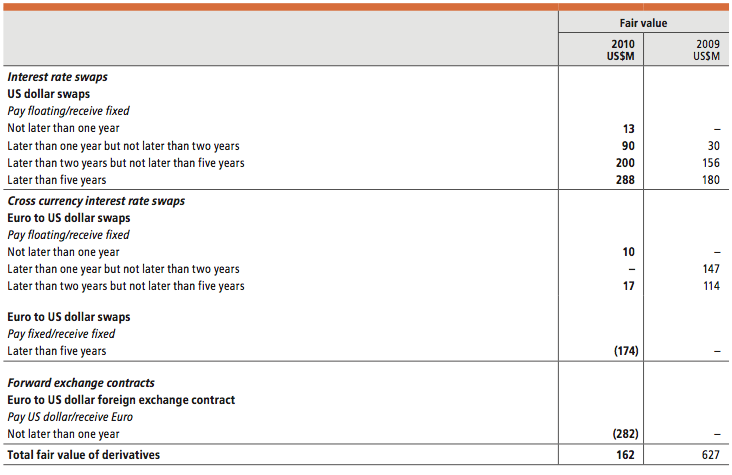 Fair value
2010 2009
US$M US$M
Interest rate swaps
US dollar swaps
Pay floating/receive fixed
Not later than one year 13 –
Later than one year but not later than two years 90 30
Later than two years but not later than five years 200 156
Later than five years 288 180
Cross currency interest rate swaps
Euro to US dollar swaps
Pay floating/receive fixed
Not later than one year 10 –
Later than one year but not later than two years – 147
Later than two years but not later than five years 17 114
Euro to US dollar swaps
Pay fixed/receive fixed
Later than five years (174) –
Forward exchange contracts
Euro to US dollar foreign exchange contract
Pay US dollar/receive Euro
Not later than one year (282) –
Total fair value of derivatives 162 627